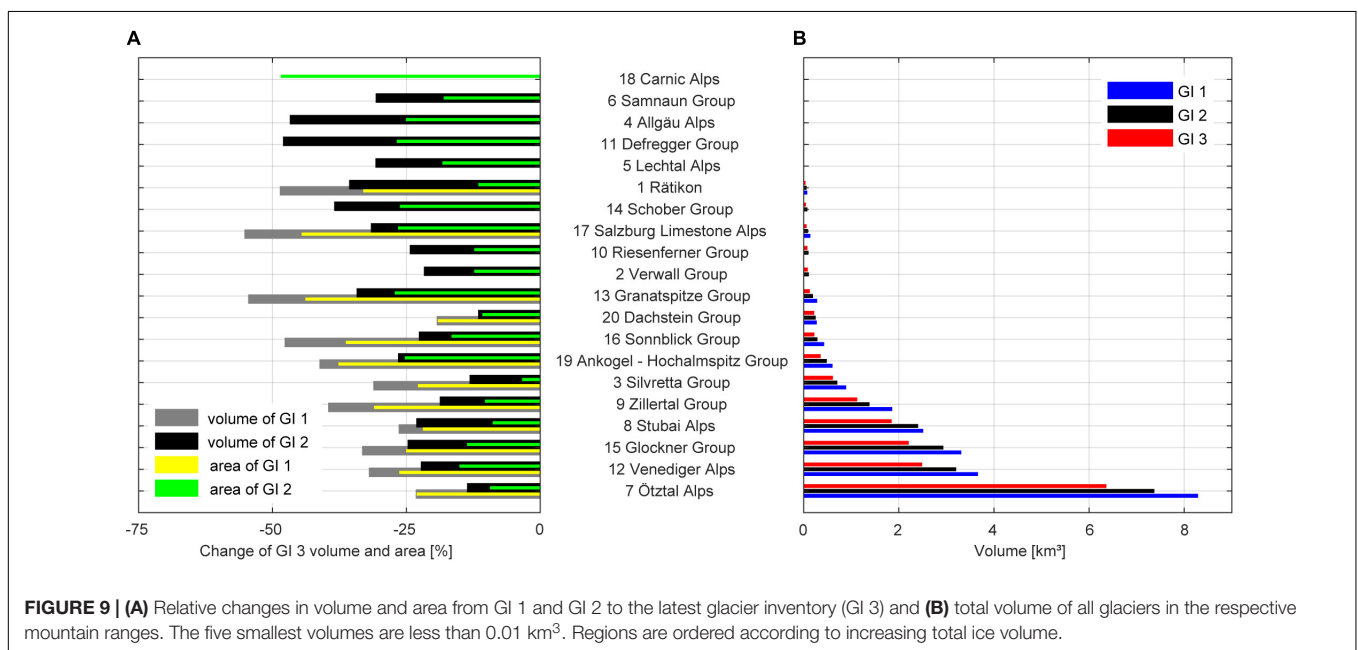 A
B
18 Carnic Alps
6 Samnaun Group
4 Allgäu Alps
11 Defregger Group
5 Lechtal Alps
1 Rätikon
14 Schober Group
17 Salzburg Limestone Alps
10 Riesenferner Group
2 Verwall Group
13 Granatspitze Group
20 Dachstein Group
16 Sonnblick Group
19 Ankogel - Hochalmspitz Group
3 Silvretta Group
9 Zillertal Group
8 Stubai Alps
15 Glockner Group
12 Venediger Alps
7 Ötztal Alps
volume of GI 1
volume of GI 2
area of GI 1
area of GI 2
-75 -50 -25 0
Change of GI 3 volume and area [%]
GI 1
GI 2
GI 3
0 2 4 6 8
Volume [km³]
FIGURE 9 | (A) Relative changes in volume and area from GI 1 and GI 2 to the latest glacier inventory (GI 3) and (B) total volume of all glaciers in the respective
mountain ranges. The five smallest volumes are less than 0.01 km³. Regions are ordered according to increasing total ice volume.